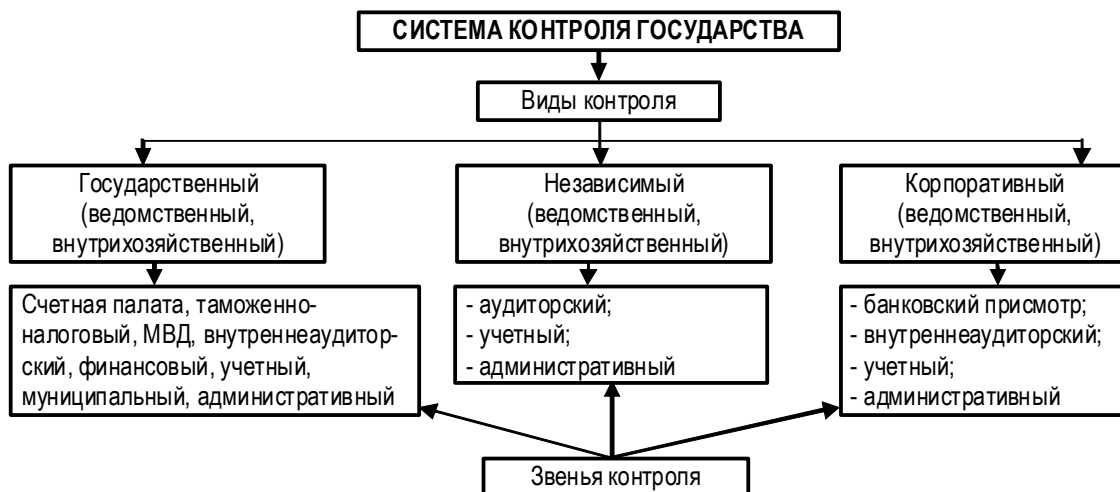 СИСТЕМА КОНТРОЛЯ ГОСУДАРСТВА
Виды контроля
Государственный
(ведомственный,
внутрихозяйственный)
Независимый
(ведомственный,
внутрихозяйственный)
Корпоративный
(ведомственный,
внутрихозяйственный)
Счетная палата, таможенно-
налоговый, МВД, внутреннеаудитор-
ский, финансовый, учетный,
муниципальный, административный
- аудиторский;
- учетный;
- административный
- банковский присмотр;
- внутреннеаудиторский;
- учетный;
- административный
Звенья контроля